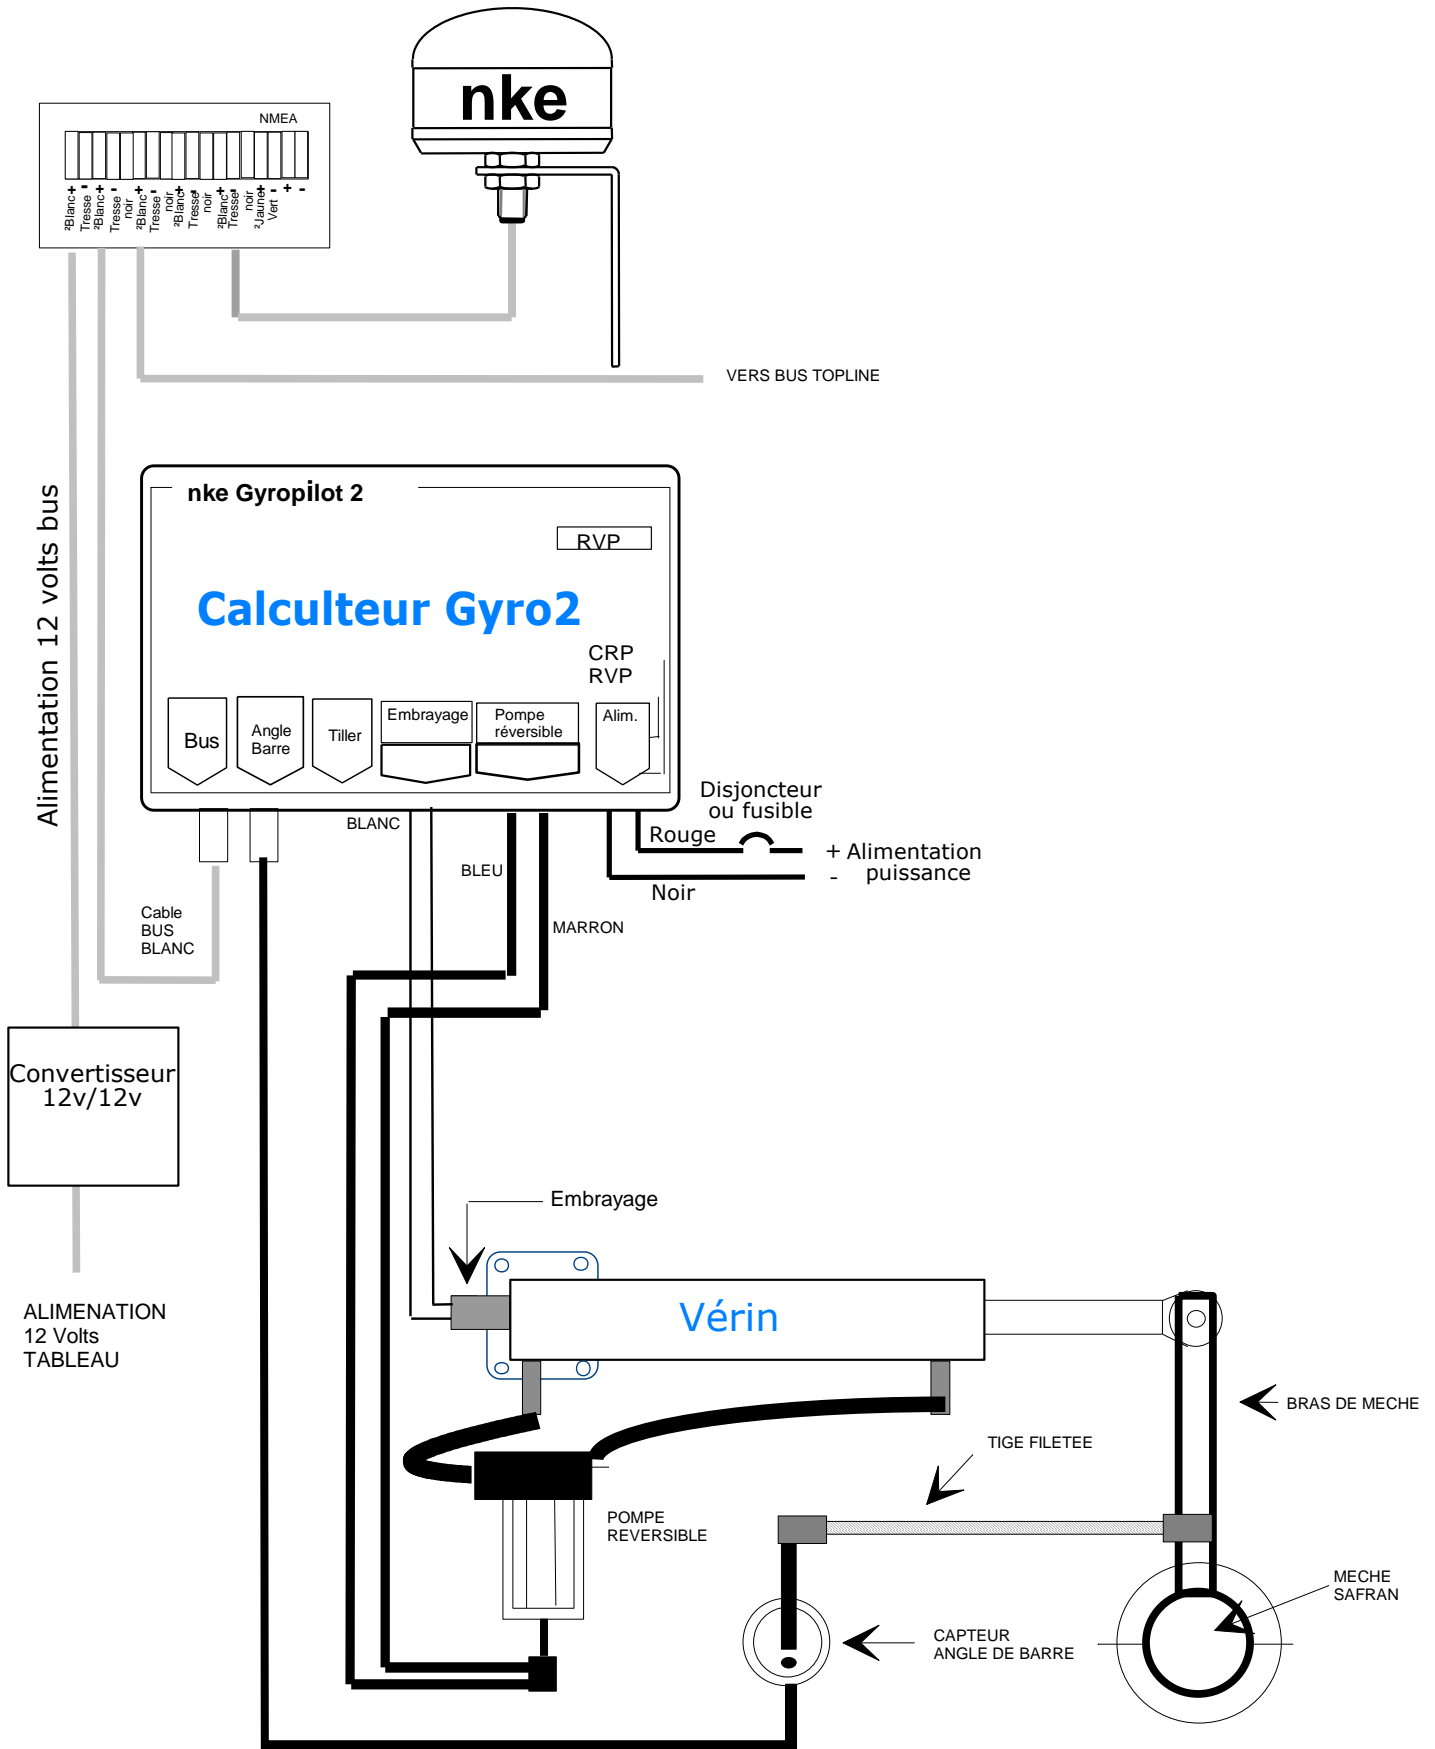 nke
NMEA
²Blanc+
Tresse -
²Blanc+
Tresse -
noir
²Blanc+
Tresse -
noir
²Blanc+
Tresse -
noir
²Blanc+
Tresse -
noir
²Jaune+
Vert -
+
-
VERS BUS TOPLINE
Alimentation 12 volts bus
nke Gyropilot 2
RVP
Calculteur Gyro2
CRP
RVP
Bus
Angle
Barre
Tiller
Embrayage
Pompe
réversible
Alim.
Disjoncteur
ou fusible
BLANC
Rouge
+ Alimentation
- puissance
Noir
BLEU
MARRON
Cable
BUS
BLANC
Convertisseur
12v/12v
Embrayage
ALIMENATION
12 Volts
TABLEAU
Vérin
BRAS DE MECHE
TIGE FILETEE
POMPE
REVERSIBLE
MECHE
SAFRAN
CAPTEUR
ANGLE DE BARRE